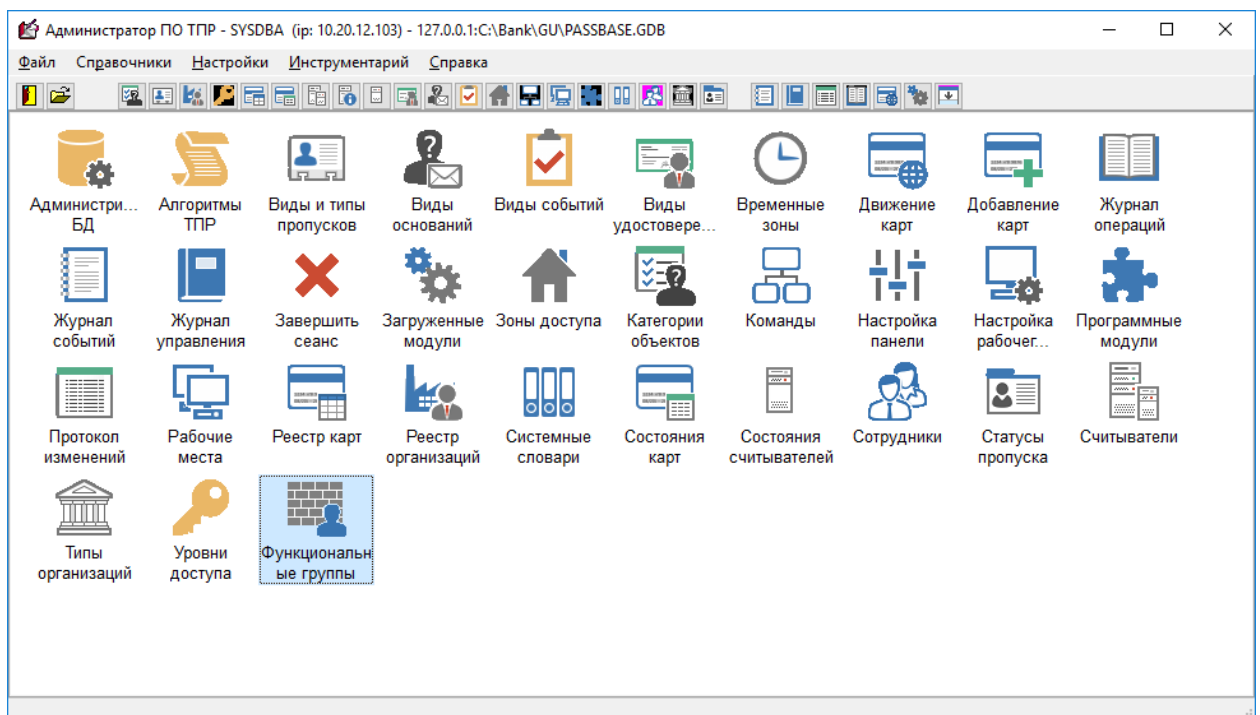 Администратор ПО ТПР - SYSDBA (ip: 10.20.12.103) - 127.0.0.1:C:\Bank\GU\PASSBASE.GDB
Файл Справочники Настройки Инструментарий Справка
Администри... Алгоритмы Виды и типы Виды Виды событий Виды Временные Движение Добавление Журнал
БД ТПР пропусков оснований удостовере... зоны карт карт операций
Журнал Журнал Завершить Загруженные Зоны доступа Категории Команды Настройка Настройка Программные
событий управления сеанс модули объектов панели рабочег... модули
Протокол Рабочие Реестр карт Реестр Системные Состояния Состояния Сотрудники Статусы Считыватели
изменений места организаций словари карт считывателей пропуска
Типы Уровни Функциональн
организаций доступа ые группы